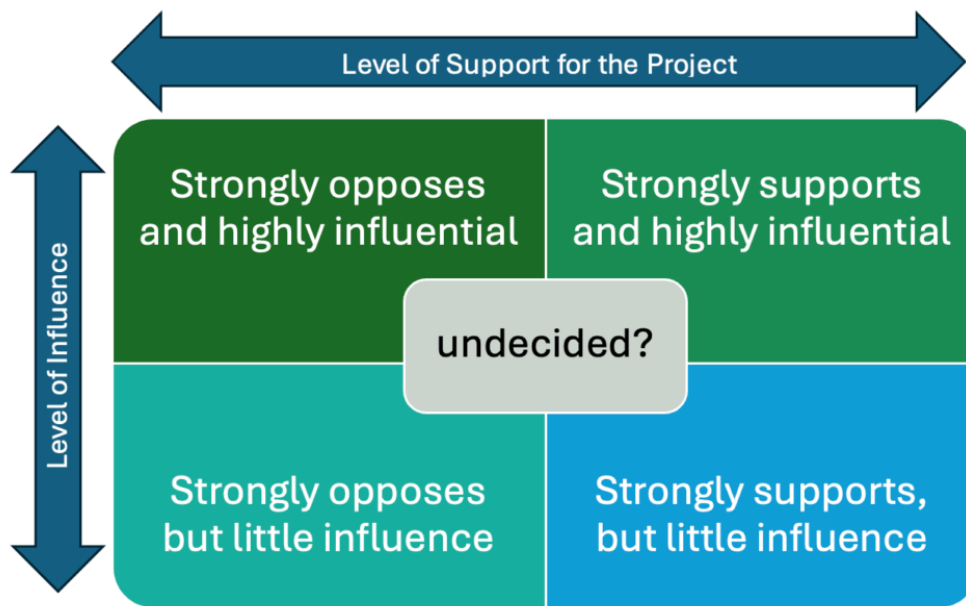 Level of Support for the Project
Level of Influence
Strongly opposes
and highly influential
Strongly supports
and highly influential
undecided?
Strongly opposes
but little influence
Strongly supports,
but little influence